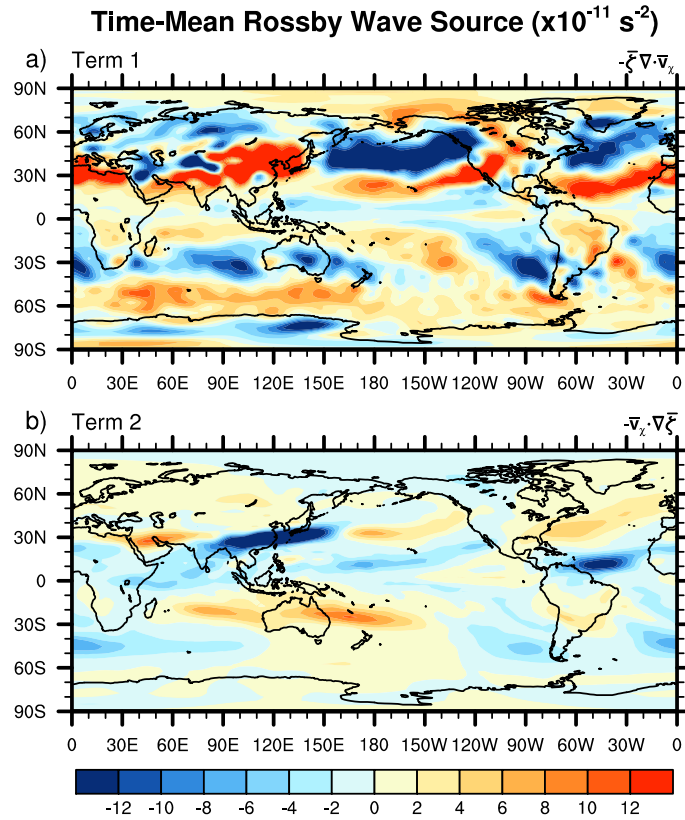 Time-Mean Rossby Wave Source (x10⁻¹¹ s⁻²)
a) Term 1 -ζ̅ ∇·v̅ᵪ
90N
60N
30N
0
30S
60S
90S
0 30E 60E 90E 120E 150E 180 150W 120W 90W 60W 30W 0
b) Term 2 -v̅ᵪ·∇ζ̅
90N
60N
30N
0
30S
60S
90S
0 30E 60E 90E 120E 150E 180 150W 120W 90W 60W 30W 0
-12 -10 -8 -6 -4 -2 0 2 4 6 8 10 12